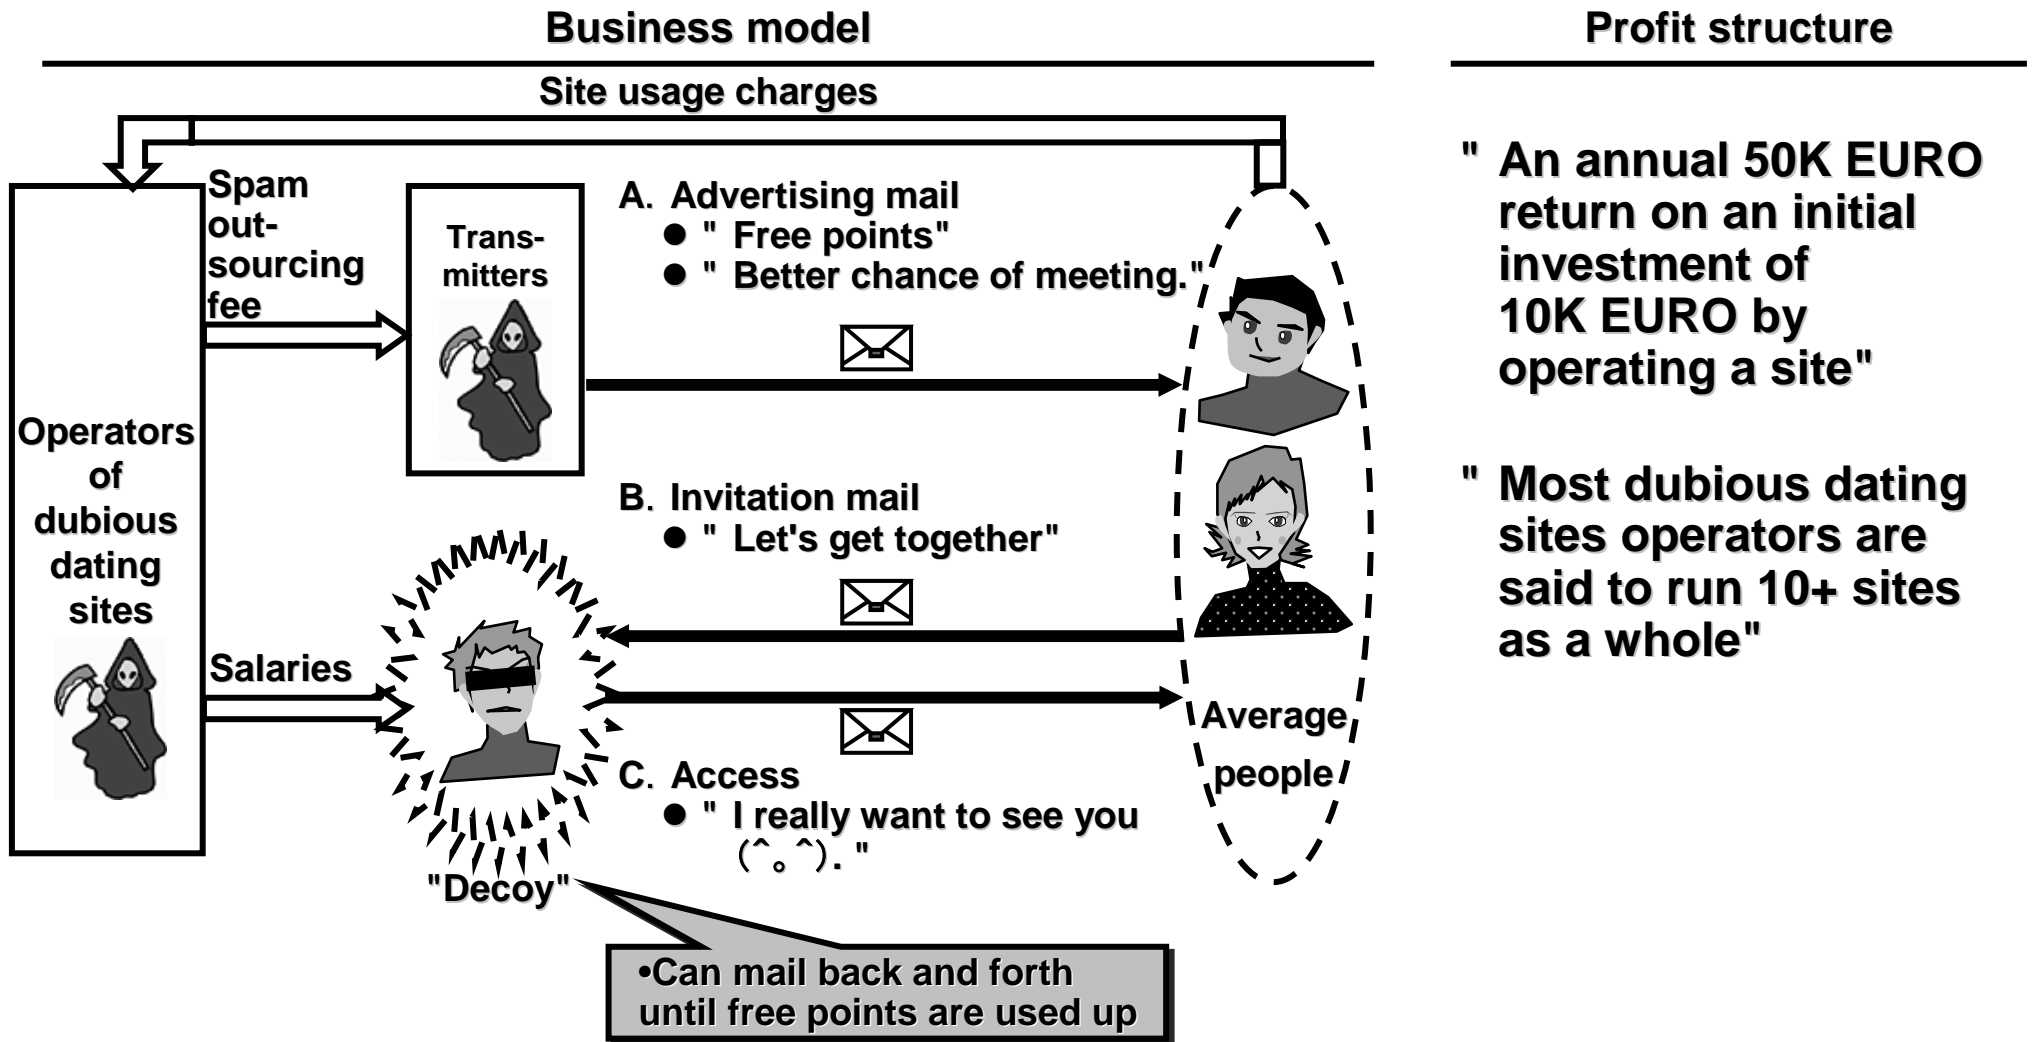 Business model
Site usage charges
Operators
of
dubious
dating
sites
Spam
out-
sourcing
fee
Trans-
mitters
A. Advertising mail
● " Free points"
● " Better chance of meeting."
B. Invitation mail
● " Let's get together"
Salaries
"Decoy"
C. Access
● " I really want to see you
(^。^). "
Average
people
•Can mail back and forth
until free points are used up
Profit structure
" An annual 50K EURO
return on an initial
investment of
10K EURO by
operating a site"
" Most dubious dating
sites operators are
said to run 10+ sites
as a whole"